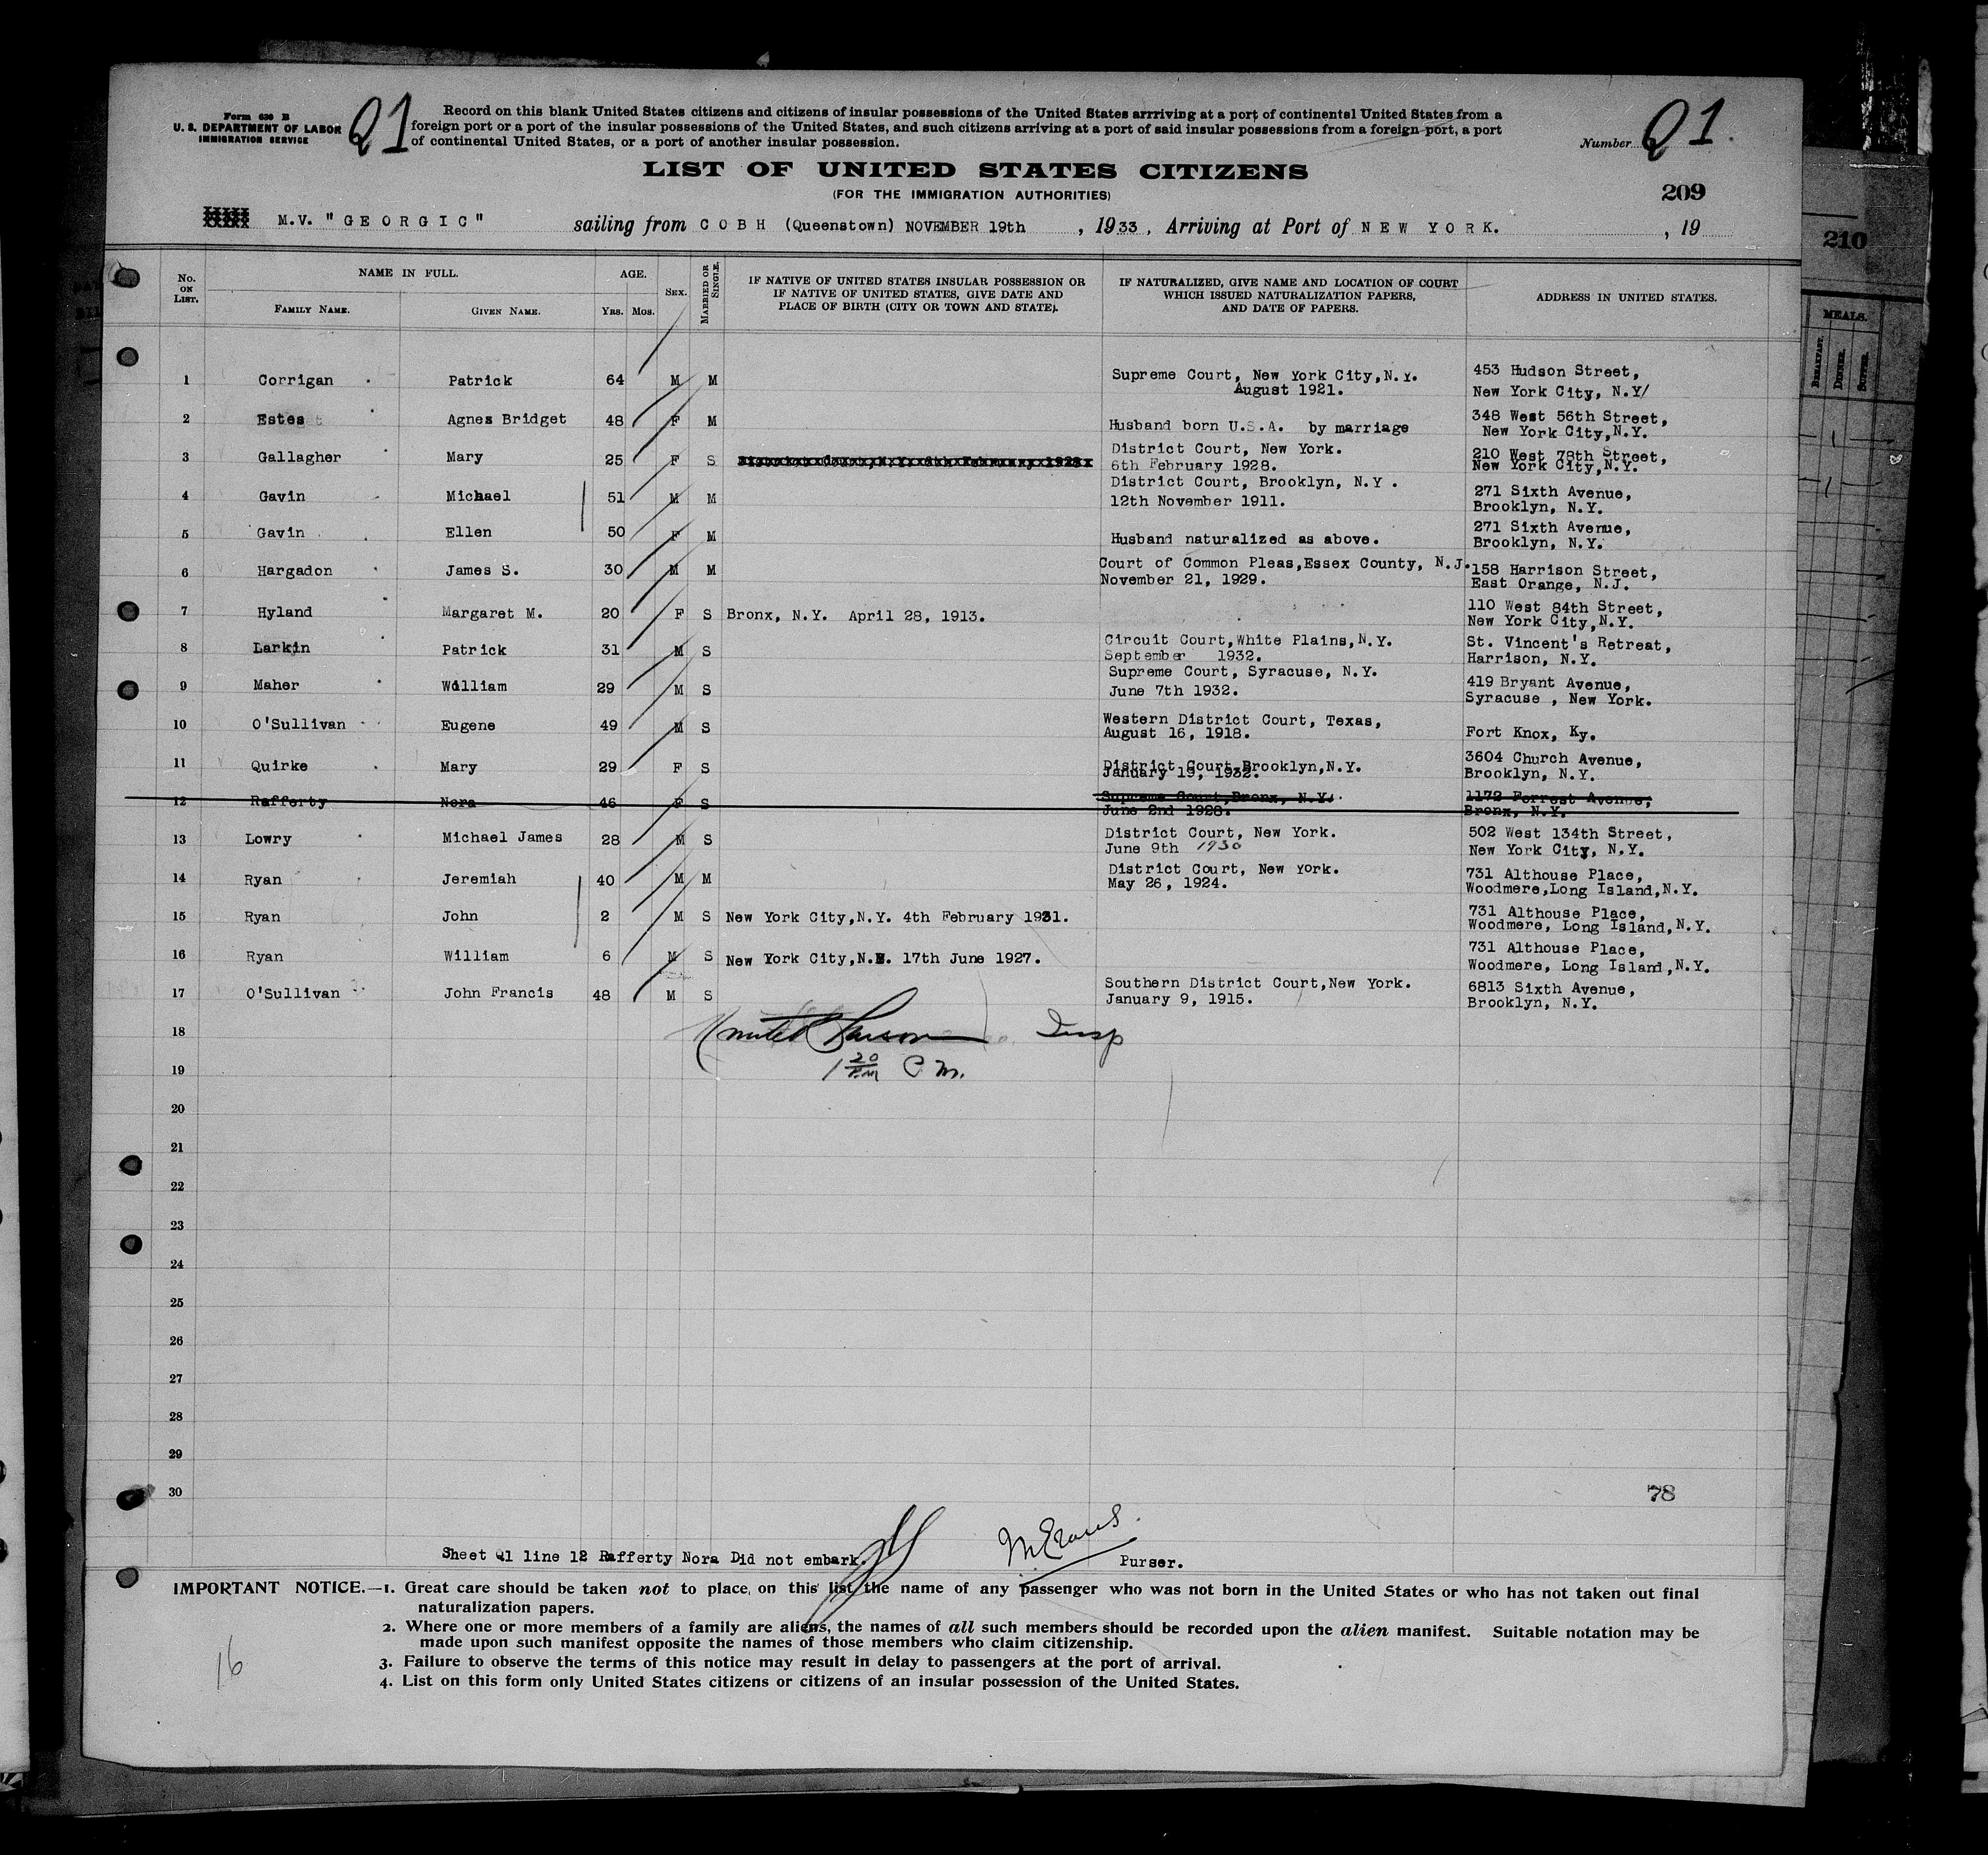 Form 630 B
U. S. DEPARTMENT OF LABOR
IMMIGRATION SERVICE
Q1
Record on this blank United States citizens and citizens of insular possessions of the United States arrriving at a port of continental United States from a
foreign port or a port of the insular possessions of the United States, and such citizens arriving at a port of said insular possessions from a foreign port, a port
of continental United States, or a port of another insular possession.
Number Q1.
LIST OF UNITED STATES CITIZENS
(FOR THE IMMIGRATION AUTHORITIES)
209
M.V. "GEORGIC" sailing from COBH (Queenstown) NOVEMBER 19th , 1933, Arriving at Port of NEW YORK. , 19
210
No. ON LIST. NAME IN FULL. FAMILY NAME. GIVEN NAME. AGE. YRS. MOS. SEX. MARRIED OR SINGLE. IF NATIVE OF UNITED STATES INSULAR POSSESSION OR IF NATIVE OF UNITED STATES, GIVE DATE AND PLACE OF BIRTH (CITY OR TOWN AND STATE). IF NATURALIZED, GIVE NAME AND LOCATION OF COURT WHICH ISSUED NATURALIZATION PAPERS, AND DATE OF PAPERS. ADDRESS IN UNITED STATES.
MEALS.
BREAKFAST. DINNER. SUPPER.
1 Corrigan Patrick 64 M M Supreme Court, New York City,N.Y. August 1921. 453 Hudson Street, New York City, N.Y/
2 Estes Agnes Bridget 48 F M Husband born U.S.A. by marriage 348 West 56th Street, New York City,N.Y.
3 Gallagher Mary 25 F S District Court,N.Y. 6th February 1928 District Court, New York. 6th February 1928. 210 West 78th Street, New York City,N.Y.
4 Gavin Michael 51 M M District Court, Brooklyn, N.Y. 12th November 1911. 271 Sixth Avenue, Brooklyn, N.Y.
5 Gavin Ellen 50 F M Husband naturalized as above. 271 Sixth Avenue, Brooklyn, N.Y.
6 Hargadon James S. 30 M M Court of Common Pleas,Essex County, N.J. November 21, 1929. 158 Harrison Street, East Orange, N.J.
7 Hyland Margaret M. 20 F S Bronx, N.Y. April 28, 1913. 110 West 84th Street, New York City,N.Y.
8 Larkin Patrick 31 M S Circuit Court,White Plains,N.Y. September 1932. St. Vincent's Retreat, Harrison, N.Y.
9 Maher William 29 M S Supreme Court, Syracuse, N.Y. June 7th 1932. 419 Bryant Avenue, Syracuse , New York.
10 O'Sullivan Eugene 49 M S Western District Court, Texas, August 16, 1918. Fort Knox, Ky.
11 Quirke Mary 29 F S District Court,Brooklyn,N.Y. January 19, 1932. 3604 Church Avenue, Brooklyn, N.Y.
12 Rafferty Nora 46 F S Supreme Court,Bronx, N.Y. June 2nd 1928. 1172 Forrest Avenue, Bronx, N.Y.
13 Lowry Michael James 28 M S District Court, New York. June 9th 1930 502 West 134th Street, New York City, N.Y.
14 Ryan Jeremiah 40 M M District Court, New York. May 26, 1924. 731 Althouse Place, Woodmere,Long Island,N.Y.
15 Ryan John 2 M S New York City,N.Y. 4th February 1931. 731 Althouse Place, Woodmere, Long Island,N.Y.
16 Ryan William 6 M S New York City,N.Y. 17th June 1927. 731 Althouse Place, Woodmere, Long Island,N.Y.
17 O'Sullivan John Francis 48 M S Southern District Court,New York. January 9, 1915. 6813 Sixth Avenue, Brooklyn, N.Y.
18 Insp
19 1 20 P.M.
20
21
22
23
24
25
26
27
28
29
30
78
Sheet Q1 line 12 Rafferty Nora Did not embark.
M Evans.
Purser.
IMPORTANT NOTICE.—1. Great care should be taken not to place on this list the name of any passenger who was not born in the United States or who has not taken out final
naturalization papers.
2. Where one or more members of a family are aliens, the names of all such members should be recorded upon the alien manifest. Suitable notation may be
made upon such manifest opposite the names of those members who claim citizenship.
3. Failure to observe the terms of this notice may result in delay to passengers at the port of arrival.
4. List on this form only United States citizens or citizens of an insular possession of the United States.
16